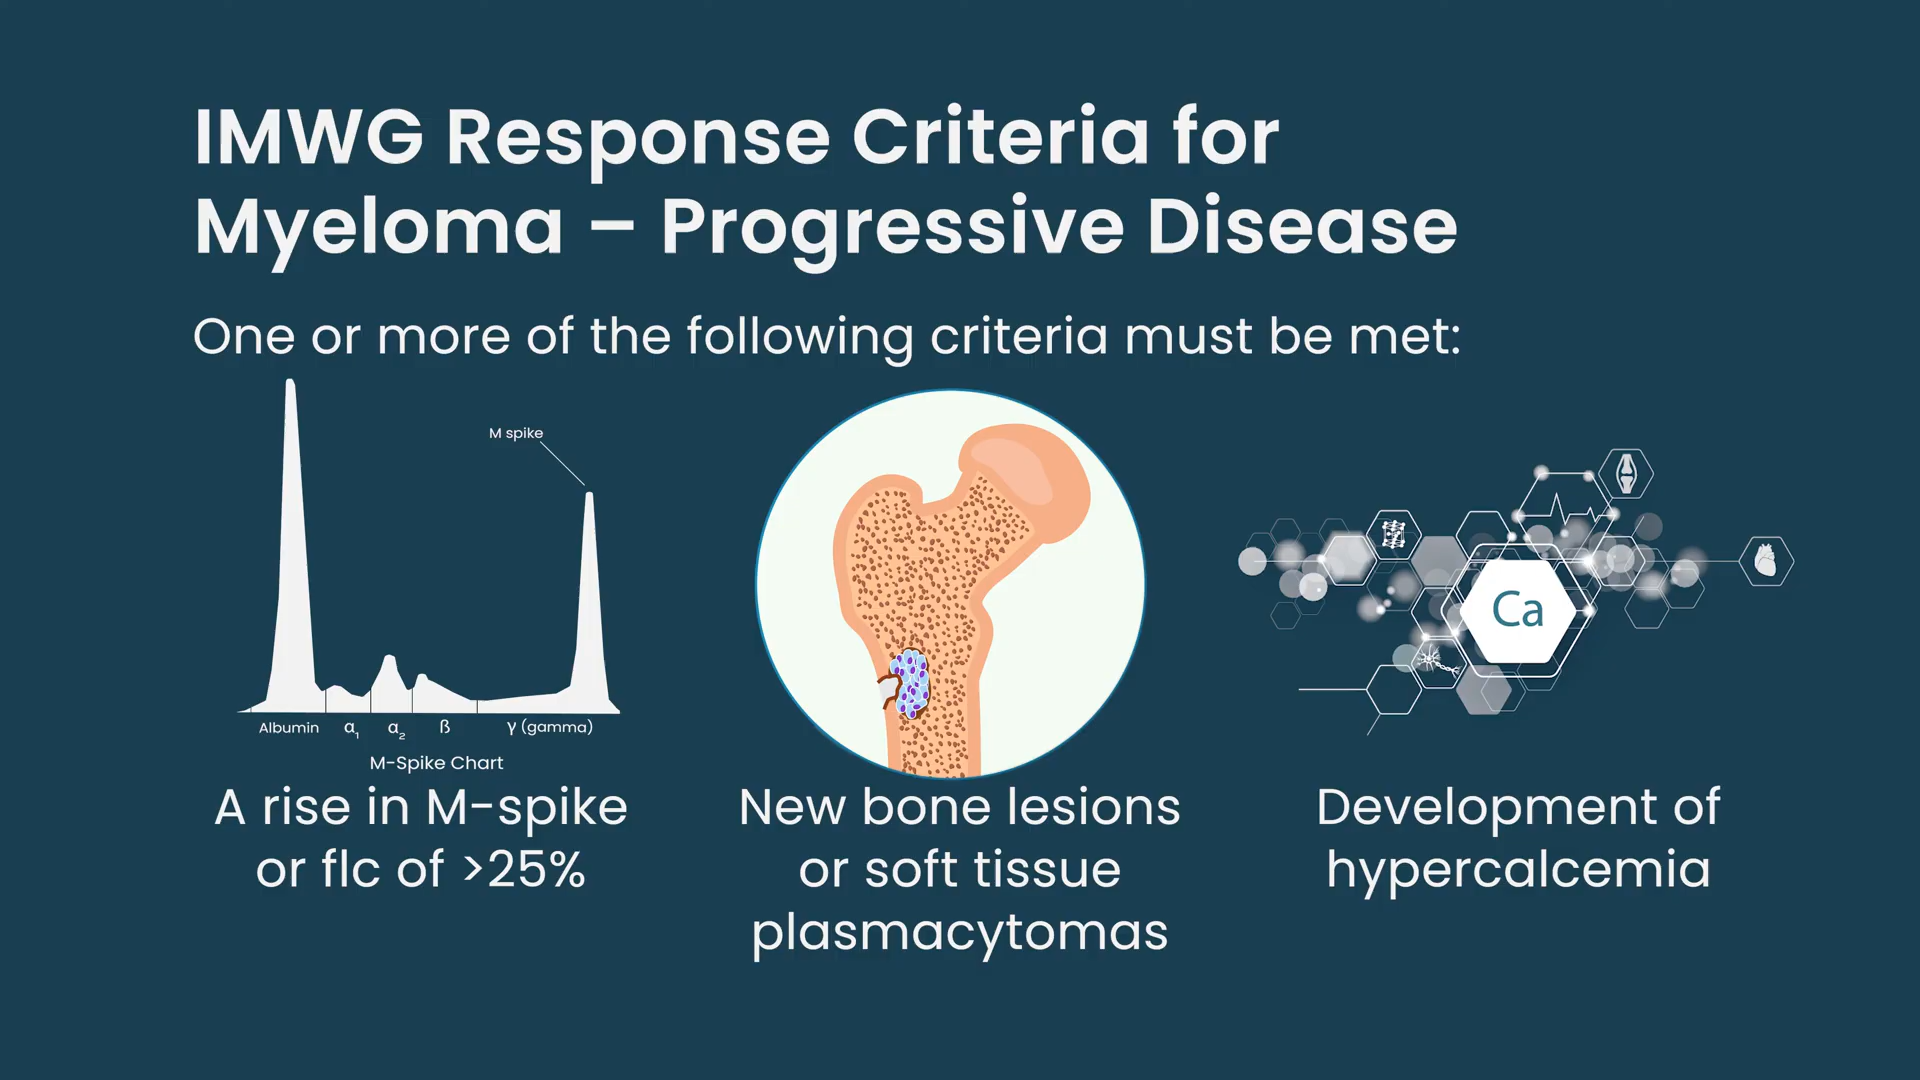 IMWG Response Criteria for
Myeloma – Progressive Disease
One or more of the following criteria must be met:
M spike
Albumin α1 α2 ß γ (gamma)
M-Spike Chart
A rise in M-spike
or flc of >25%
New bone lesions
or soft tissue
plasmacytomas
Ca
Development of
hypercalcemia